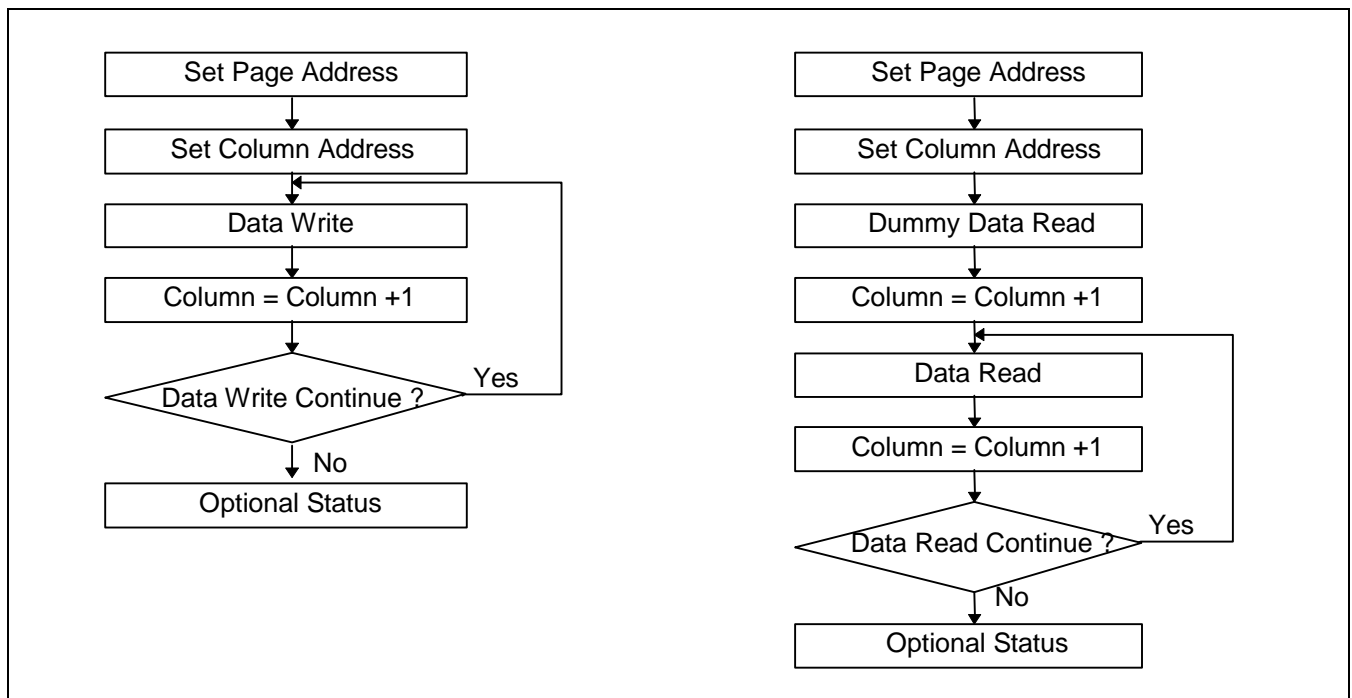 Set Page Address
Set Column Address
Data Write
Column = Column +1
Data Write Continue ?
Yes
No
Optional Status
Set Page Address
Set Column Address
Dummy Data Read
Column = Column +1
Data Read
Column = Column +1
Data Read Continue ?
Yes
No
Optional Status